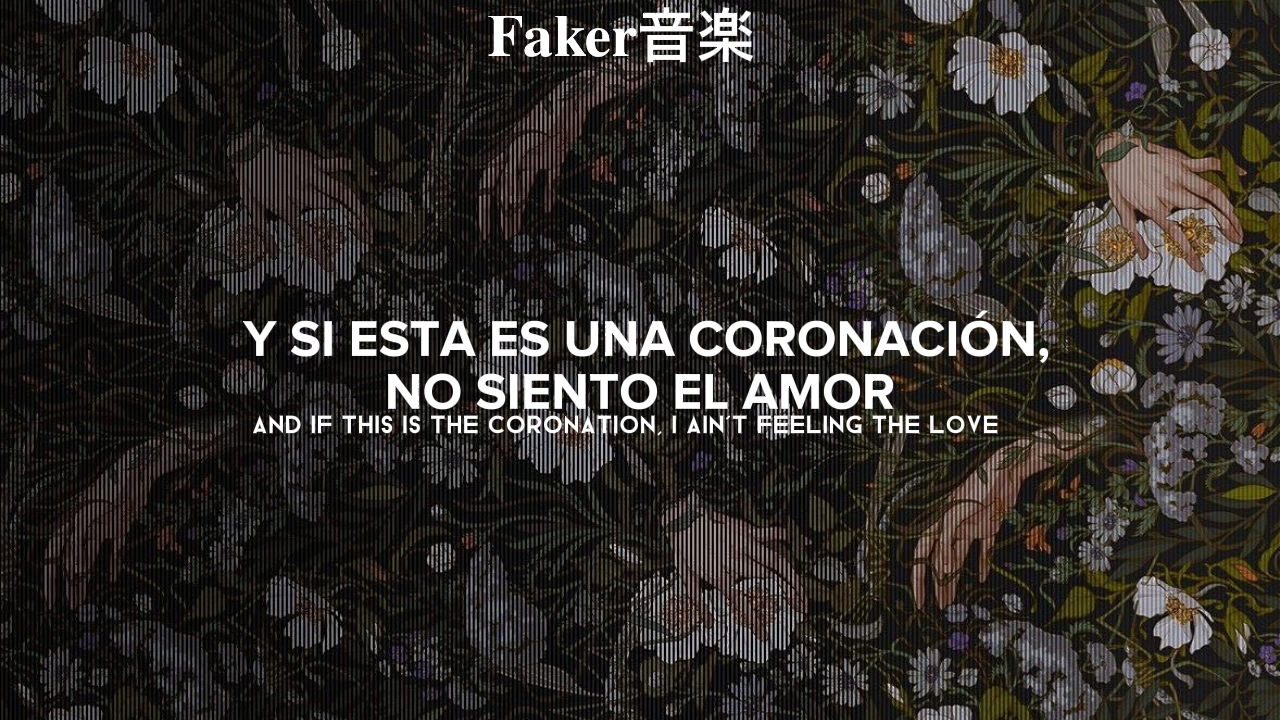 Faker音楽
Y SI ESTA ES UNA CORONACIÓN,
NO SIENTO EL AMOR
AND IF THIS IS THE CORONATION, I AIN'T FEELING THE LOVE